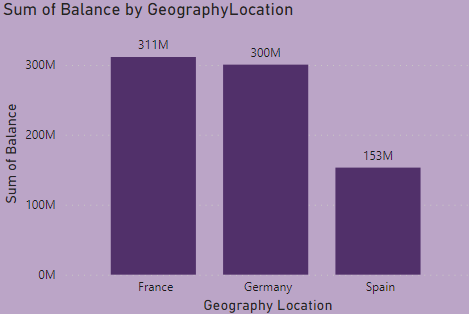 Sum of Balance by GeographyLocation
311M
300M
153M
300M
200M
100M
0M
Sum of Balance
France
Germany
Spain
Geography Location